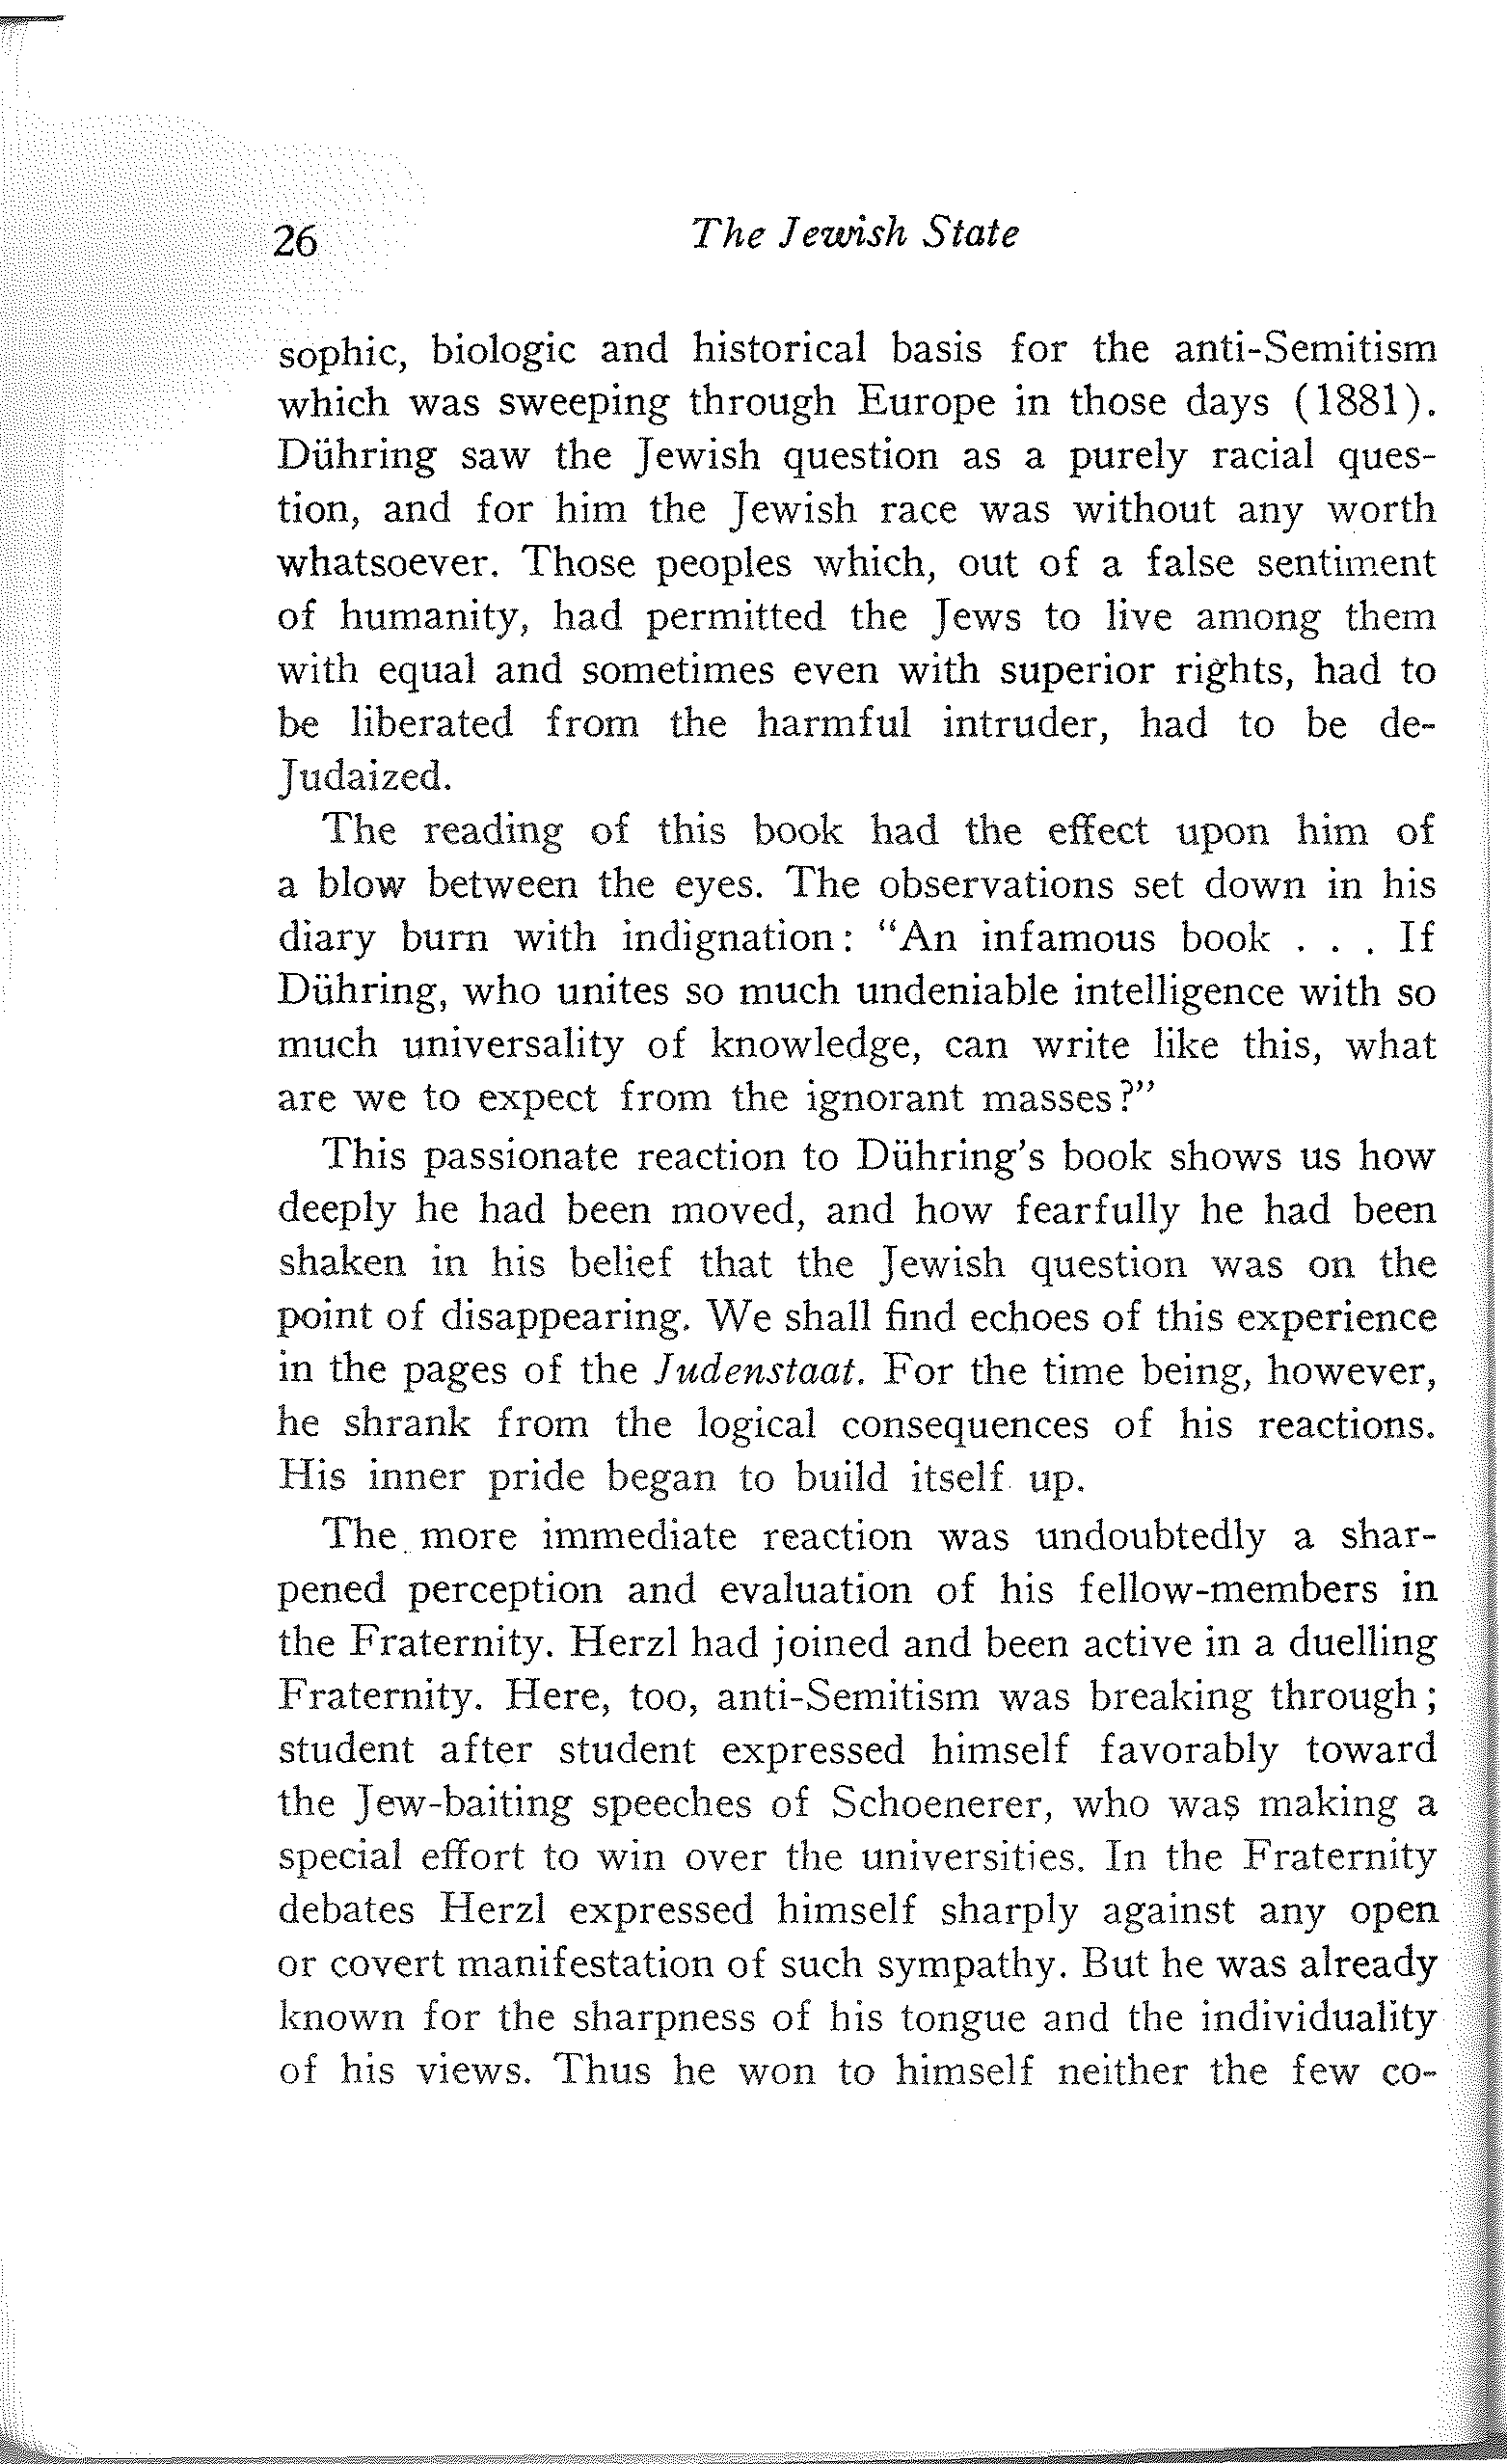 26 The Jewish State
sophic, biologic and historical basis for the anti-Semitism
which was sweeping through Europe in those days (1881).
Dühring saw the Jewish question as a purely racial ques-
tion, and for him the Jewish race was without any worth
whatsoever. Those peoples which, out of a false sentiment
of humanity, had permitted the Jews to live among them
with equal and sometimes even with superior rights, had to
be liberated from the harmful intruder, had to be de-
Judaized.
The reading of this book had the effect upon him of
a blow between the eyes. The observations set down in his
diary burn with indignation: “An infamous book . . . If
Dühring, who unites so much undeniable intelligence with so
much universality of knowledge, can write like this, what
are we to expect from the ignorant masses?”
This passionate reaction to Dühring’s book shows us how
deeply he had been moved, and how fearfully he had been
shaken in his belief that the Jewish question was on the
point of disappearing. We shall find echoes of this experience
in the pages of the Judenstaat. For the time being, however,
he shrank from the logical consequences of his reactions.
His inner pride began to build itself up.
The more immediate reaction was undoubtedly a shar-
pened perception and evaluation of his fellow-members in
the Fraternity. Herzl had joined and been active in a duelling
Fraternity. Here, too, anti-Semitism was breaking through;
student after student expressed himself favorably toward
the Jew-baiting speeches of Schoenerer, who was making a
special effort to win over the universities. In the Fraternity
debates Herzl expressed himself sharply against any open
or covert manifestation of such sympathy. But he was already
known for the sharpness of his tongue and the individuality
of his views. Thus he won to himself neither the few co-